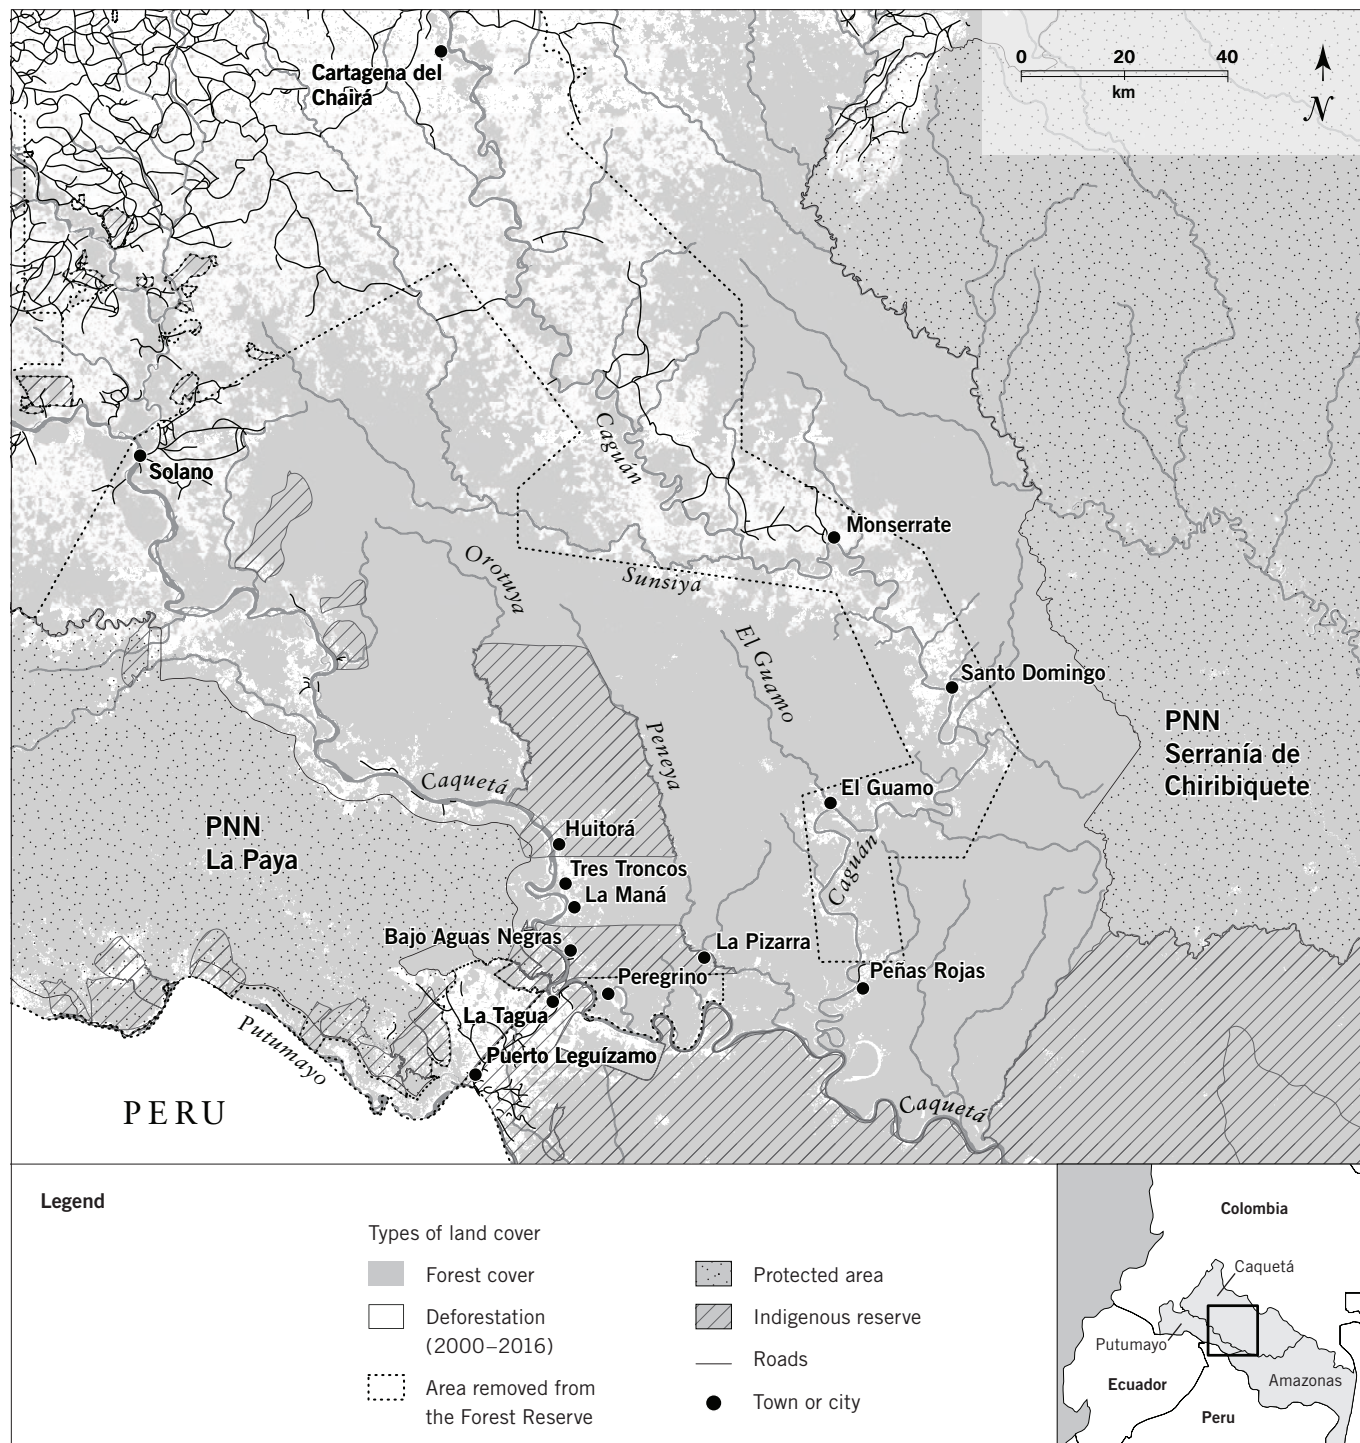 Cartagena del
Chairá
0 20 40
km
N
Solano
Caguán
Monserrate
Orotuya
Sunsiya
El Guamo
Santo Domingo
Peneya
PNN
Serranía de
Chiribiquete
Caquetá
El Guamo
PNN
La Paya
Huitorá
Caguán
Tres Troncos
La Maná
Bajo Aguas Negras
La Pizarra
Peregrino
Peñas Rojas
La Tagua
Putumayo
Puerto Leguízamo
PERU
Caquetá
Legend
Types of land cover
Forest cover
Deforestation
(2000–2016)
Area removed from
the Forest Reserve
Protected area
Indigenous reserve
Roads
Town or city
Colombia
Caquetá
Putumayo
Ecuador
Amazonas
Peru